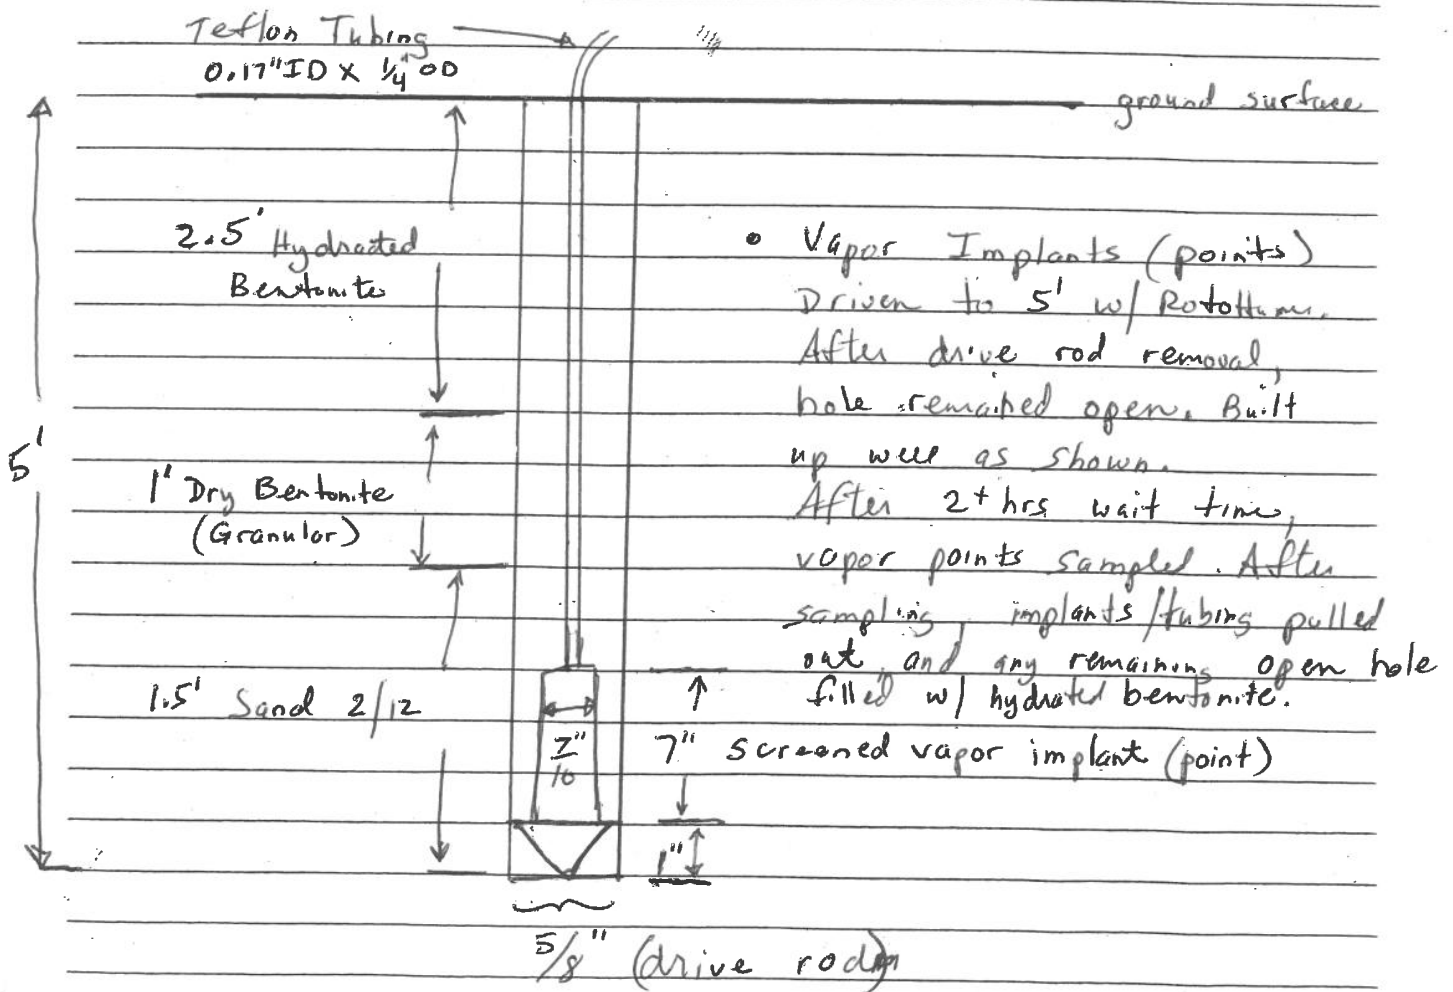 Teflon Tubing
0.17" ID X 1/4" OD
ground surface
2.5' Hydrated
Bentonite
5'
1' Dry Bentonite
(Granular)
1.5' Sand 2/12
• Vapor Implants (points)
Driven to 5' w/ RotoHammer.
After drive rod removal,
hole remained open. Built
up well as shown.
After 2+ hrs wait time,
vapor points sampled. After
sampling, implants/tubing pulled
out and any remaining open hole
filled w/ hydrated bentonite.
7" screened vapor implant (point)
1"
5/8" (drive rod)